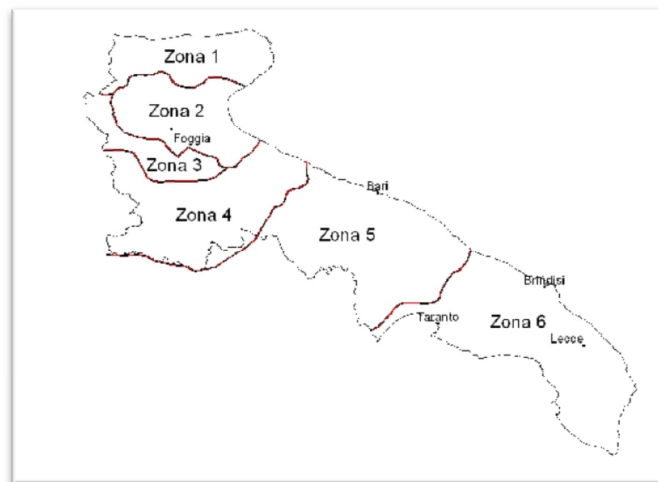 Zona 1
Zona 2
Foggia
Zona 3
Zona 4
Bari
Zona 5
Brindisi
Taranto
Zona 6
Lecce